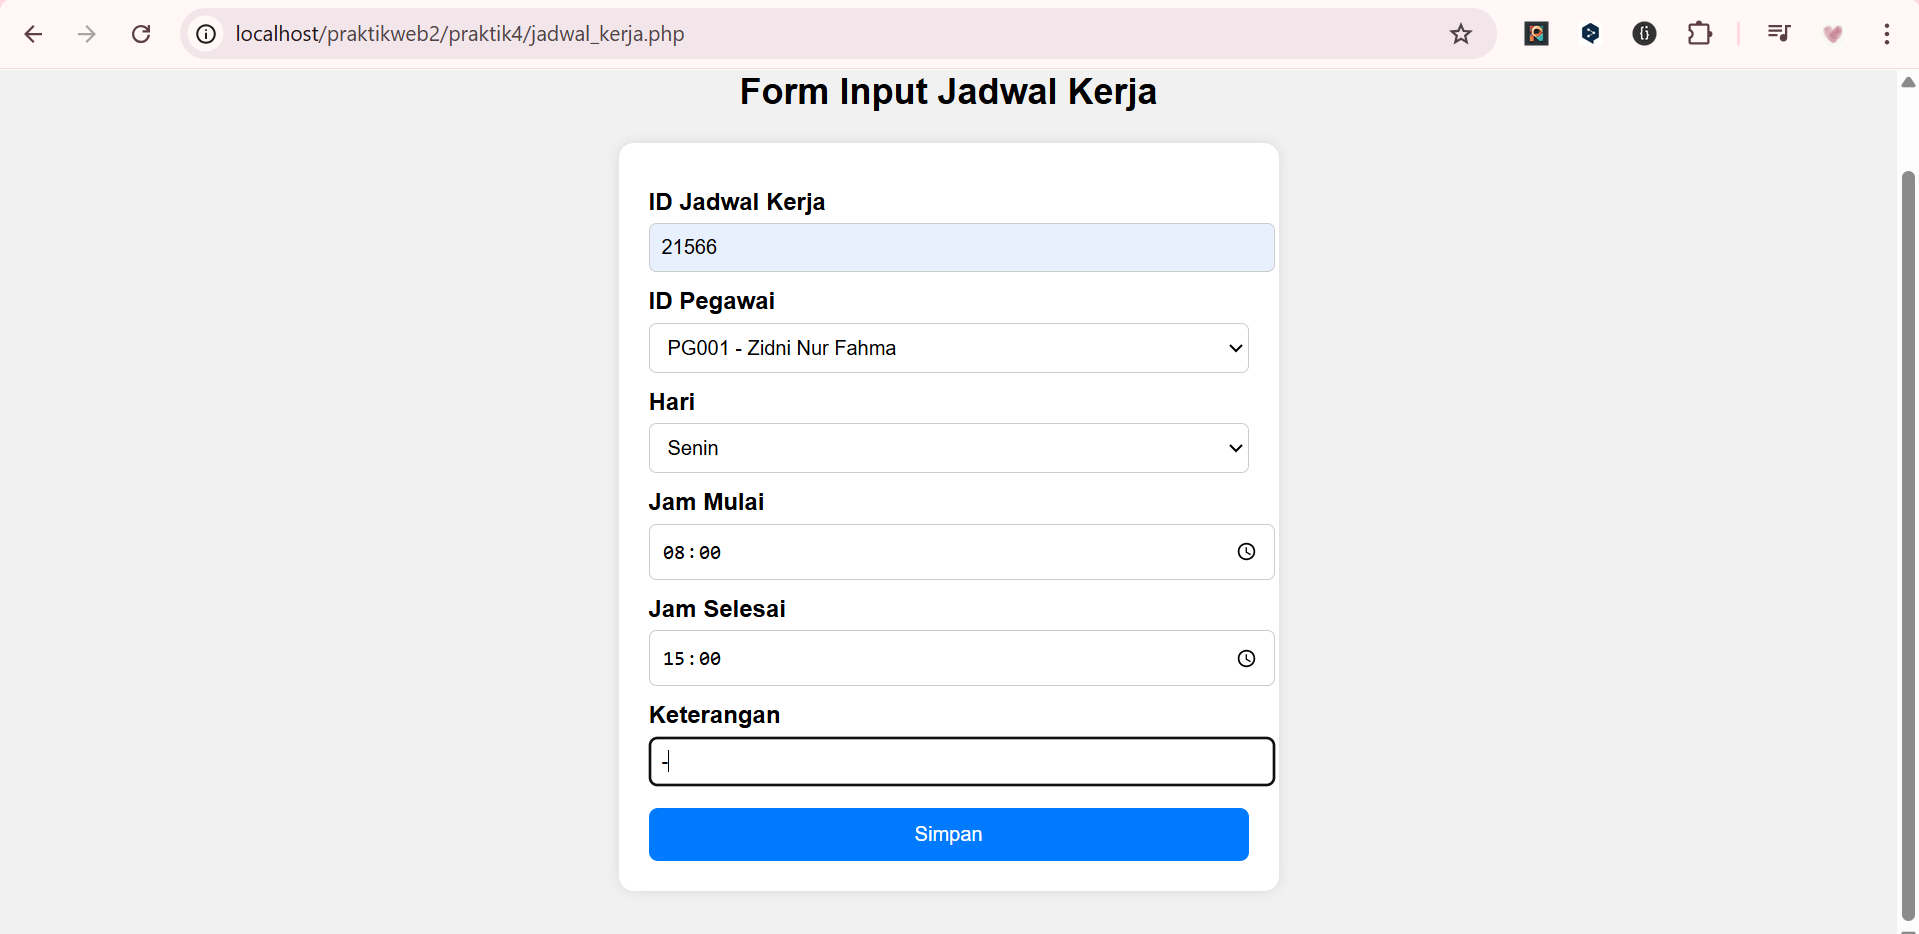 localhost/praktikweb2/praktik4/jadwal_kerja.php
Form Input Jadwal Kerja
ID Jadwal Kerja
21566
ID Pegawai
PG001 - Zidni Nur Fahma
Hari
Senin
Jam Mulai
08:00
Jam Selesai
15:00
Keterangan
-
Simpan